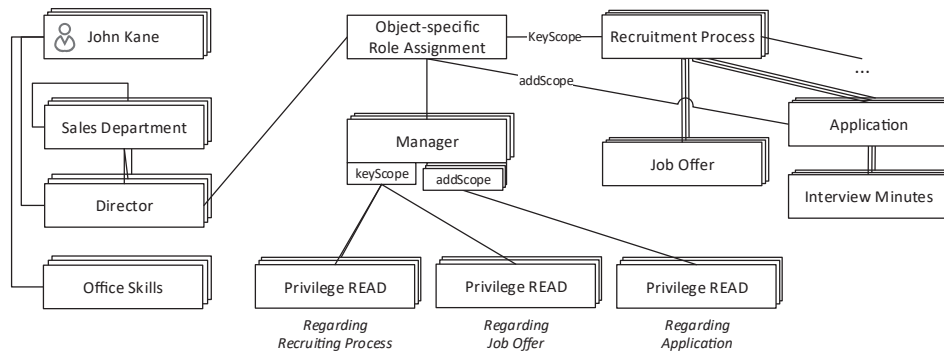 John Kane
Object-specific
Role Assignment
KeyScope
Recruitment Process
...
addScope
Sales Department
Manager
Application
keyScope
addScope
Job Offer
Director
Interview Minutes
Office Skills
Privilege READ
Privilege READ
Privilege READ
Regarding
Recruiting Process
Regarding
Job Offer
Regarding
Application